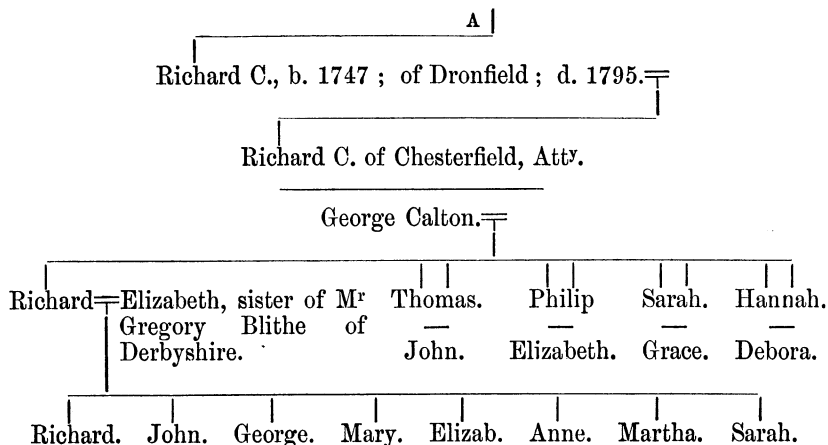 A
Richard C., b. 1747 ; of Dronfield ; d. 1795.
Richard C. of Chesterfield, Attʸ.
George Calton.
Richard Elizabeth, sister of Mʳ Thomas. Philip Sarah. Hannah.
Gregory Blithe of — — — —
Derbyshire. John. Elizabeth. Grace. Debora.
Richard. John. George. Mary. Elizab. Anne. Martha. Sarah.